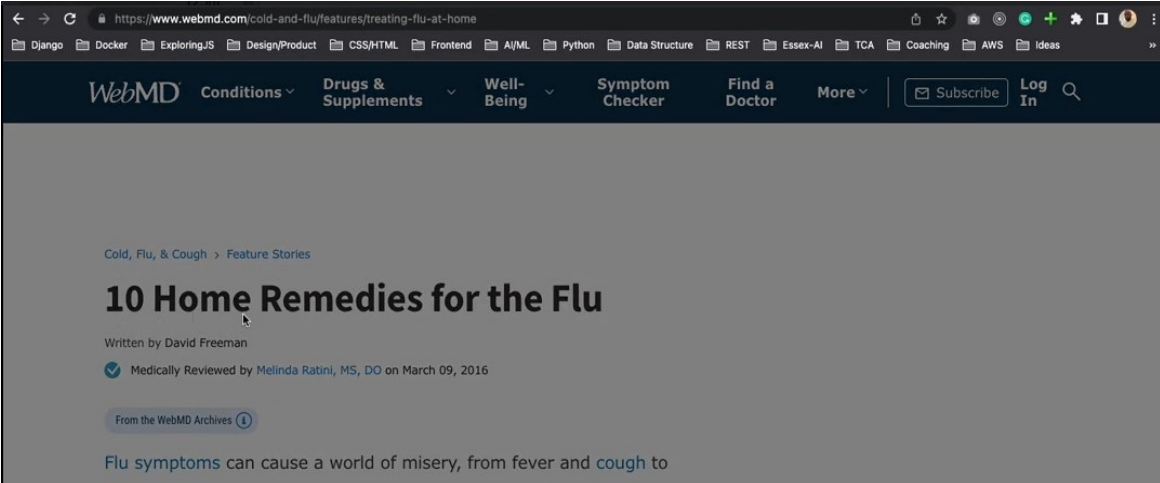 https://www.webmd.com/cold-and-flu/features/treating-flu-at-home
Django Docker ExploringJS Design/Product CSS/HTML Frontend AI/ML Python Data Structure REST Essex-AI TCA Coaching AWS Ideas »
WebMD Conditions Drugs & Supplements Well-Being Symptom Checker Find a Doctor More Subscribe Log In
Cold, Flu, & Cough > Feature Stories
10 Home Remedies for the Flu
Written by David Freeman
Medically Reviewed by Melinda Ratini, MS, DO on March 09, 2016
From the WebMD Archives
Flu symptoms can cause a world of misery, from fever and cough to